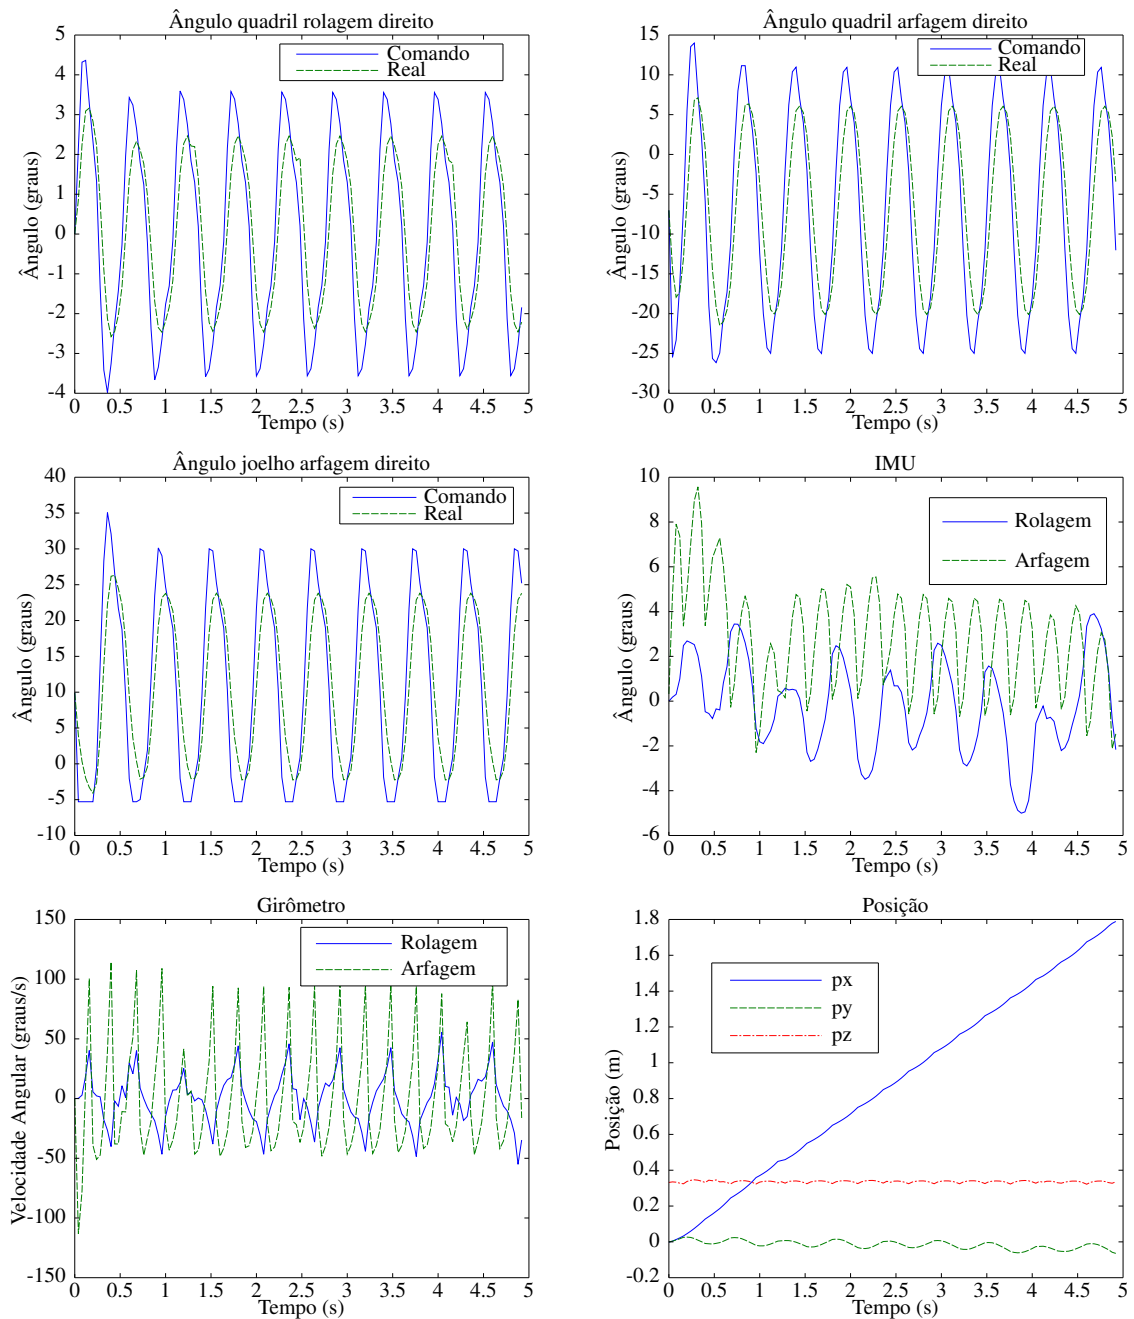 Ângulo quadril rolagem direito
5
4
3
2
1
0
-1
-2
-3
-4
Ângulo (graus)
Comando
Real
0 0.5 1 1.5 2 2.5 3 3.5 4 4.5 5
Tempo (s)
Ângulo quadril arfagem direito
15
10
5
0
-5
-10
-15
-20
-25
-30
Ângulo (graus)
Comando
Real
0 0.5 1 1.5 2 2.5 3 3.5 4 4.5 5
Tempo (s)
Ângulo joelho arfagem direito
40
35
30
25
20
15
10
5
0
-5
-10
Ângulo (graus)
Comando
Real
0 0.5 1 1.5 2 2.5 3 3.5 4 4.5 5
Tempo (s)
IMU
10
8
6
4
2
0
-2
-4
-6
Ângulo (graus)
Rolagem
Arfagem
0 0.5 1 1.5 2 2.5 3 3.5 4 4.5 5
Tempo (s)
Girômetro
150
100
50
0
-50
-100
-150
Velocidade Angular (graus/s)
Rolagem
Arfagem
0 0.5 1 1.5 2 2.5 3 3.5 4 4.5 5
Tempo (s)
Posição
1.8
1.6
1.4
1.2
1
0.8
0.6
0.4
0.2
0
-0.2
Posição (m)
px
py
pz
0 0.5 1 1.5 2 2.5 3 3.5 4 4.5 5
Tempo (s)